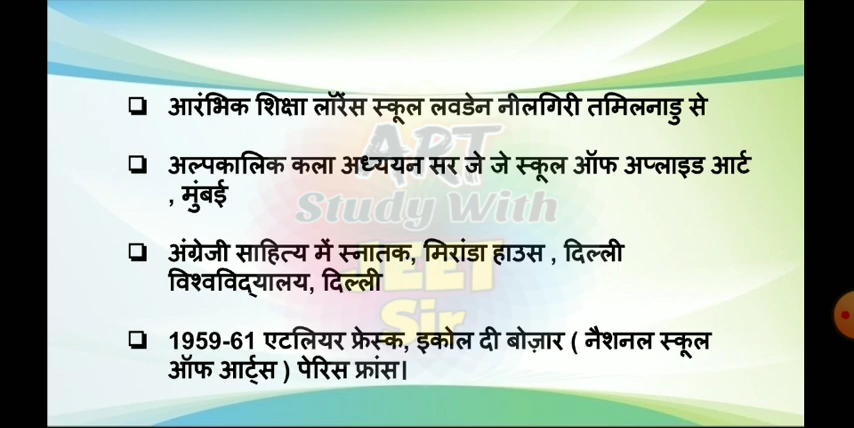 आरंभिक शिक्षा लॉरेंस स्कूल लवडेन नीलगिरी तमिलनाडु से
अल्पकालिक कला अध्ययन सर जे जे स्कूल ऑफ अप्लाइड आर्ट
, मुंबई
अंग्रेजी साहित्य में स्नातक, मिरांडा हाउस , दिल्ली
विश्वविद्यालय, दिल्ली
1959-61 एटलियर फ्रेस्क, इकोल दी बोज़ार ( नैशनल स्कूल
ऑफ आर्ट्स ) पेरिस फ्रांस।
ART
Study With
JEET
Sir